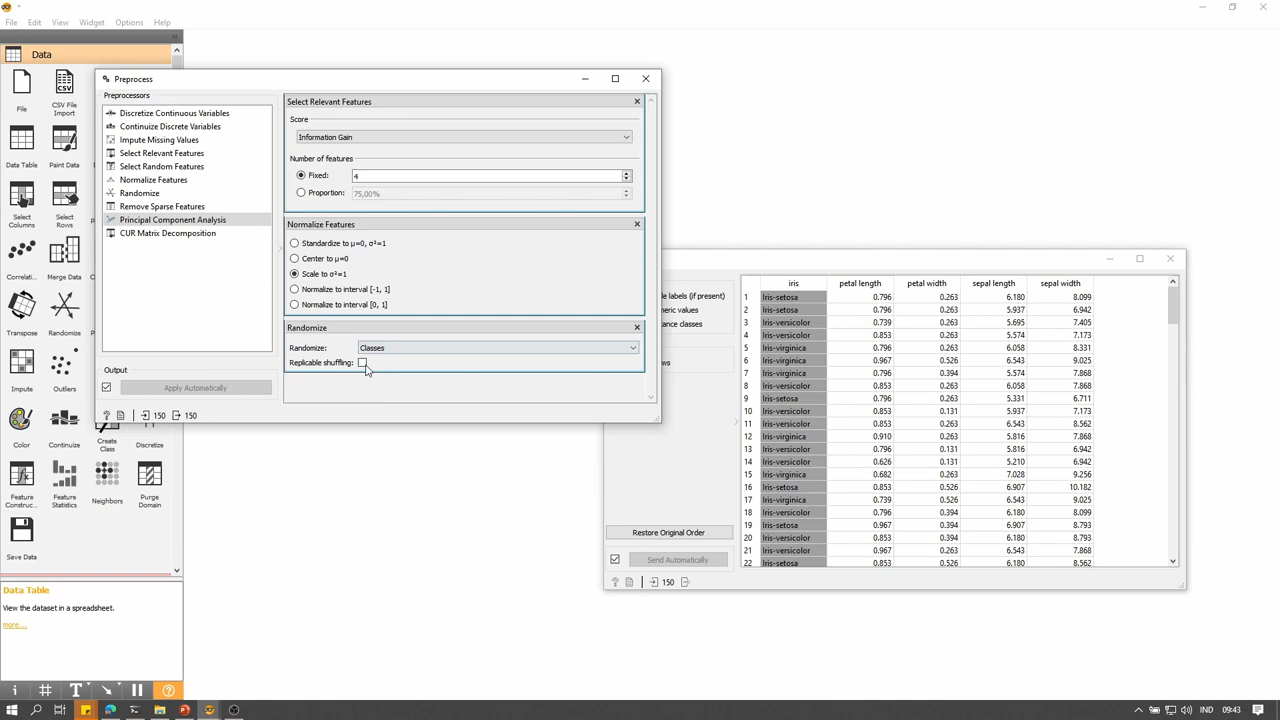 File Edit View Widget Options Help
Data
File
CSV File
Import
Data Table
Paint Data
Select
Columns
Select
Rows
Correlati...
Merge Data
Transpose
Randomize
Impute
Outliers
Color
Continuize
Create
Class
Discretize
Feature
Construc...
Feature
Statistics
Neighbors
Purge
Domain
Save Data
Data Table
View the dataset in a spreadsheet.
more...
Preprocess
Preprocessors
Discretize Continuous Variables
Continuize Discrete Variables
Impute Missing Values
Select Relevant Features
Select Random Features
Normalize Features
Randomize
Remove Sparse Features
Principal Component Analysis
CUR Matrix Decomposition
Output
Apply Automatically
150 150
Select Relevant Features
Score
Information Gain
Number of features
Fixed: 4
Proportion: 75,00%
Normalize Features
Standardize to μ=0, σ²=1
Center to μ=0
Scale to σ²=1
Normalize to interval [-1, 1]
Normalize to interval [0, 1]
Randomize
Randomize: Classes
Replicable shuffling:
le labels (if present)
neric values
tance classes
ws
Restore Original Order
Send Automatically
150
iris petal length petal width sepal length sepal width
1 Iris-setosa 0.796 0.263 6.180 8.099
2 Iris-setosa 0.796 0.263 5.937 6.942
3 Iris-versicolor 0.739 0.263 5.695 7.405
4 Iris-versicolor 0.853 0.263 5.574 7.173
5 Iris-virginica 0.796 0.263 6.058 8.331
6 Iris-virginica 0.967 0.526 6.543 9.025
7 Iris-virginica 0.796 0.394 5.574 7.868
8 Iris-versicolor 0.853 0.263 6.058 7.868
9 Iris-setosa 0.853 0.263 5.331 6.711
10 Iris-versicolor 0.853 0.131 5.937 7.173
11 Iris-versicolor 0.853 0.263 6.543 8.562
12 Iris-virginica 0.910 0.263 5.816 7.868
13 Iris-versicolor 0.796 0.131 5.816 6.942
14 Iris-versicolor 0.626 0.131 5.210 6.942
15 Iris-virginica 0.682 0.263 7.028 9.256
16 Iris-setosa 0.853 0.526 6.907 10.182
17 Iris-virginica 0.739 0.526 6.543 9.025
18 Iris-versicolor 0.796 0.394 6.180 8.099
19 Iris-setosa 0.967 0.526 6.907 8.793
20 Iris-versicolor 0.853 0.394 6.180 8.793
21 Iris-versicolor 0.967 0.263 6.543 7.868
22 Iris-setosa 0.853 0.526 6.180 8.562
IND 09:43